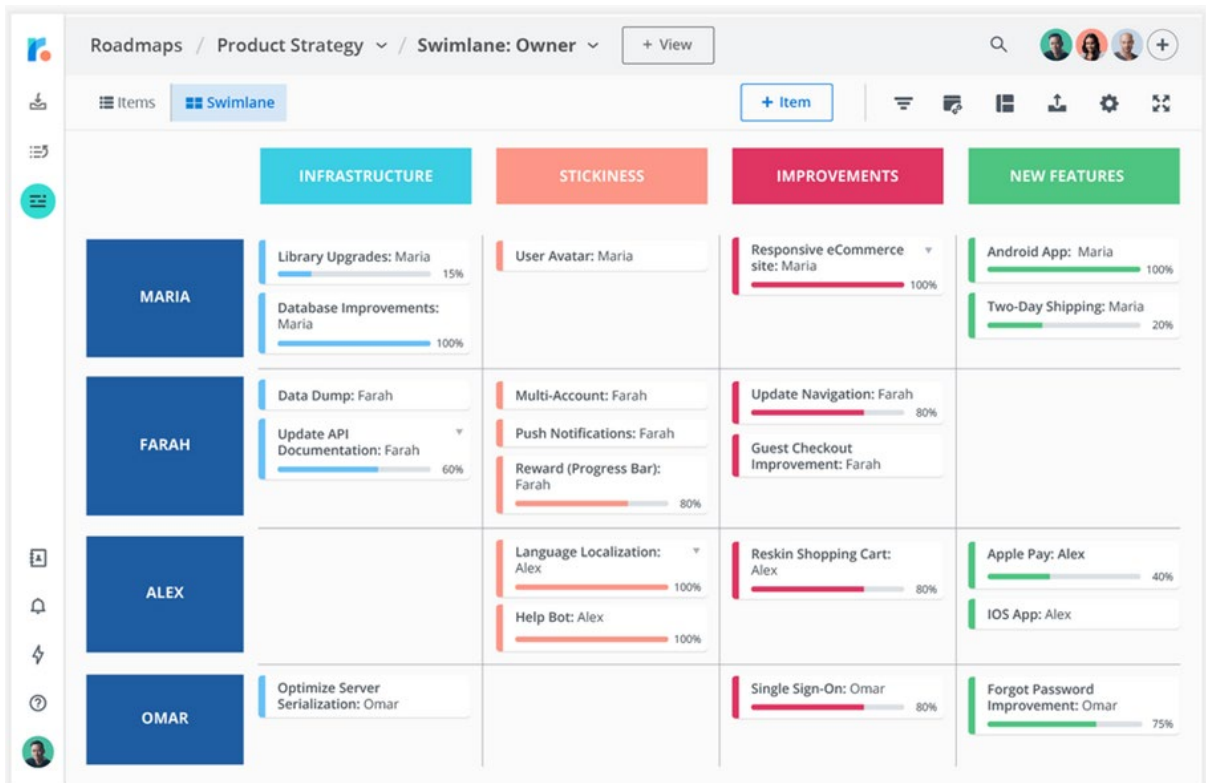 r.
Roadmaps / Product Strategy / Swimlane: Owner
+ View
+
Items
Swimlane
+ Item
INFRASTRUCTURE
STICKINESS
IMPROVEMENTS
NEW FEATURES
MARIA
Library Upgrades: Maria
15%
Database Improvements:
Maria
100%
User Avatar: Maria
Responsive eCommerce
site: Maria
100%
Android App: Maria
100%
Two-Day Shipping: Maria
20%
FARAH
Data Dump: Farah
Update API
Documentation: Farah
60%
Multi-Account: Farah
Push Notifications: Farah
Reward (Progress Bar):
Farah
80%
Update Navigation: Farah
80%
Guest Checkout
Improvement: Farah
ALEX
Language Localization:
Alex
100%
Help Bot: Alex
100%
Reskin Shopping Cart:
Alex
80%
Apple Pay: Alex
40%
IOS App: Alex
OMAR
Optimize Server
Serialization: Omar
Single Sign-On: Omar
80%
Forgot Password
Improvement: Omar
75%